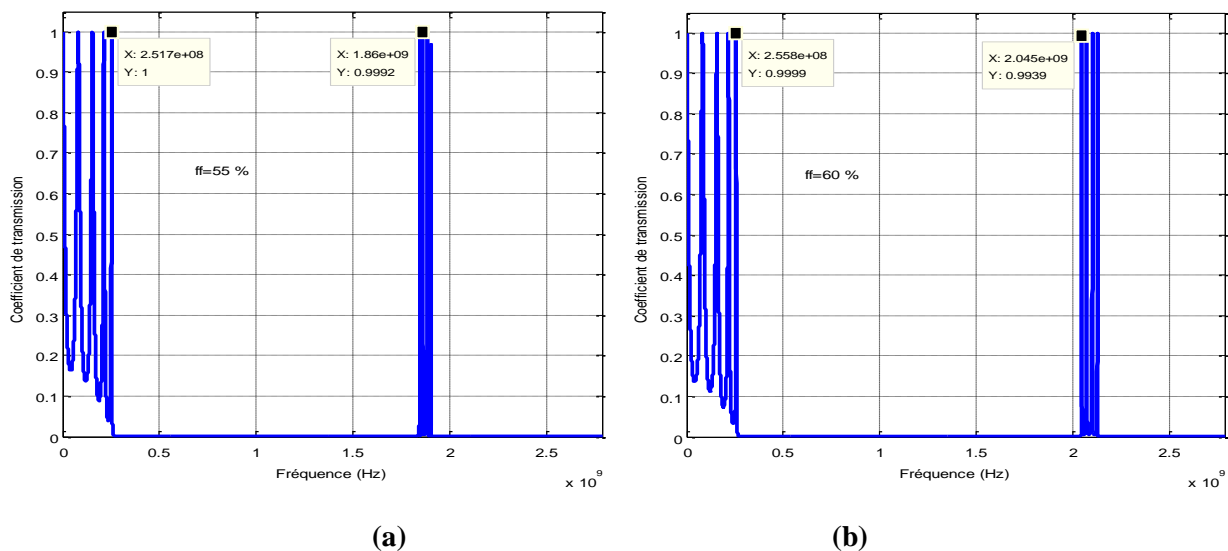 X: 2.517e+08
Y: 1
X: 1.86e+09
Y: 0.9992
ff=55 %
Coefficient de transmission
1
0.9
0.8
0.7
0.6
0.5
0.4
0.3
0.2
0.1
0
0 0.5 1 1.5 2 2.5
Fréquence (Hz)
x 10^9
(a)
X: 2.558e+08
Y: 0.9999
X: 2.045e+09
Y: 0.9939
ff=60 %
Coefficient de transmission
1
0.9
0.8
0.7
0.6
0.5
0.4
0.3
0.2
0.1
0
0 0.5 1 1.5 2 2.5
Fréquence (Hz)
x 10^9
(b)